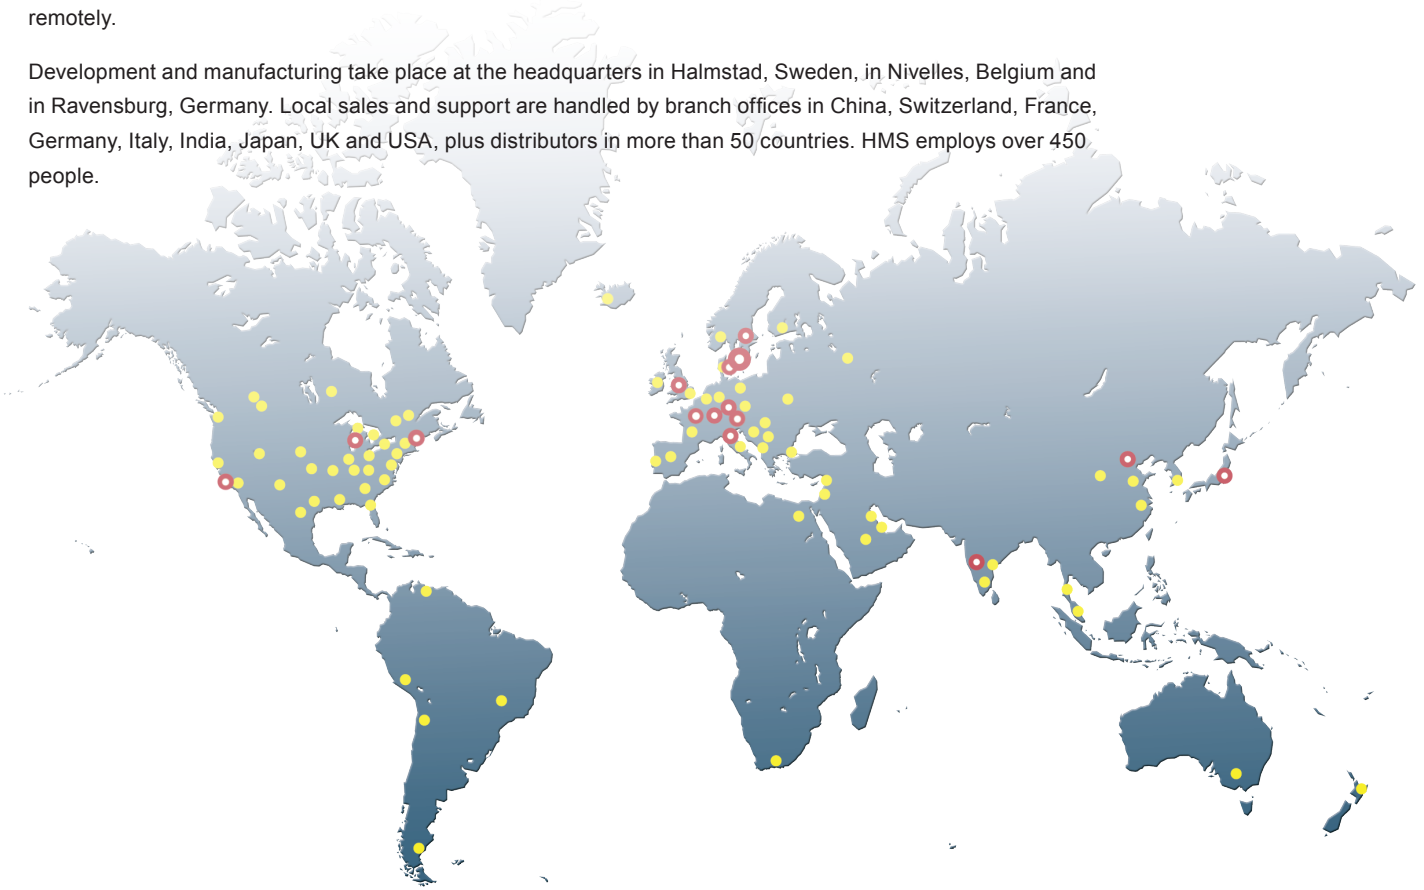 remotely.
Development and manufacturing take place at the headquarters in Halmstad, Sweden, in Nivelles, Belgium and
in Ravensburg, Germany. Local sales and support are handled by branch offices in China, Switzerland, France,
Germany, Italy, India, Japan, UK and USA, plus distributors in more than 50 countries. HMS employs over 450
people.